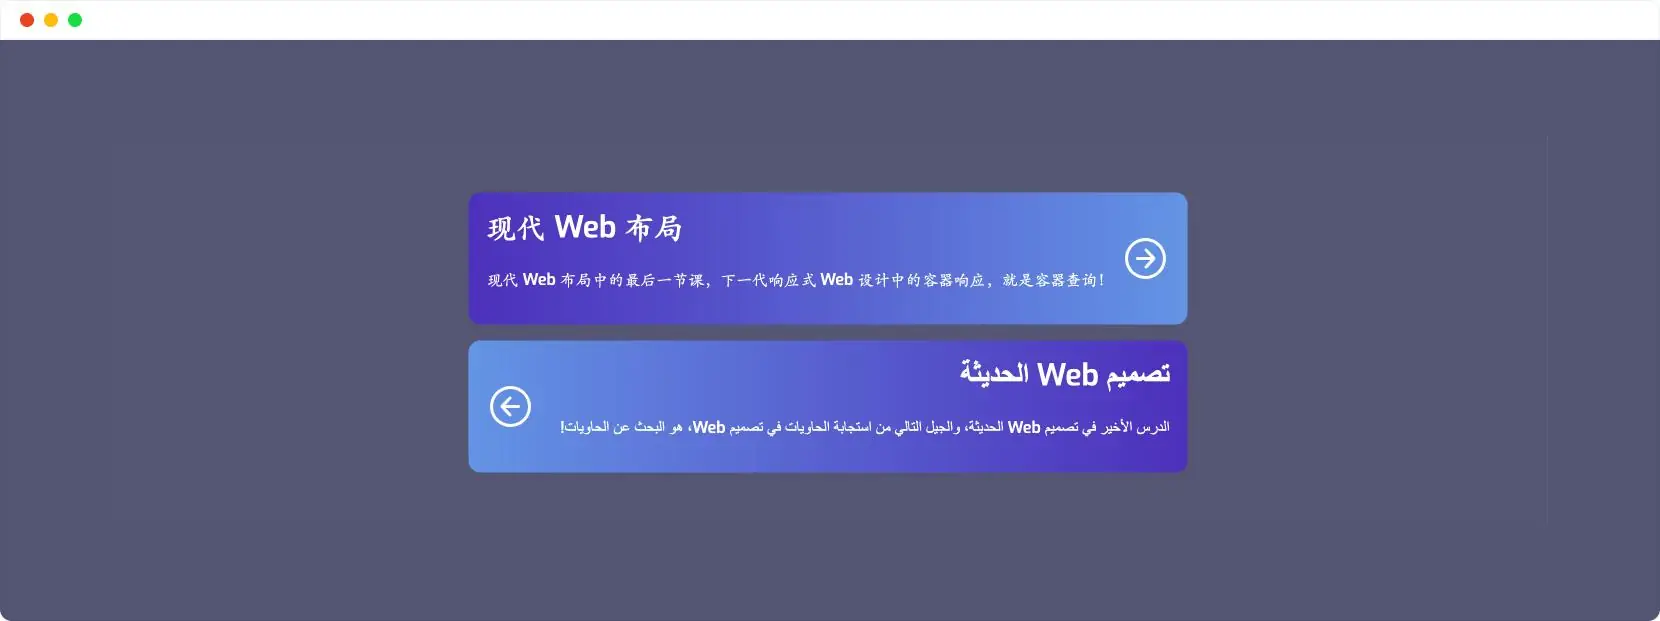 现代 Web 布局
现代 Web 布局中的最后一节课，下一代响应式 Web 设计中的容器响应，就是容器查询！
تصميم Web الحديثة
الدرس الأخير في تصميم Web الحديثة، والجيل التالي من استجابة الحاويات في تصميم Web، هو البحث عن الحاويات!